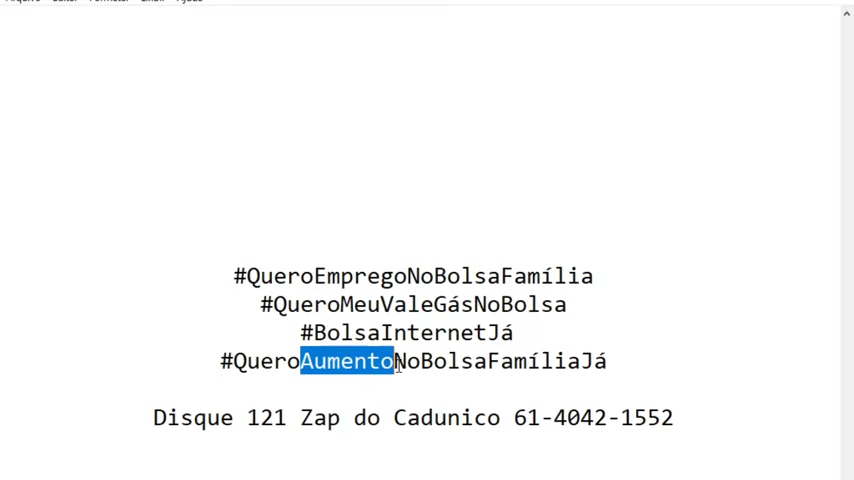 #QueroEmpregoNoBolsaFamília
#QueroMeuValeGásNoBolsa
#BolsaInternetJá
#QueroAumentoNoBolsaFamíliaJá
Disque 121 Zap do Cadunico 61-4042-1552